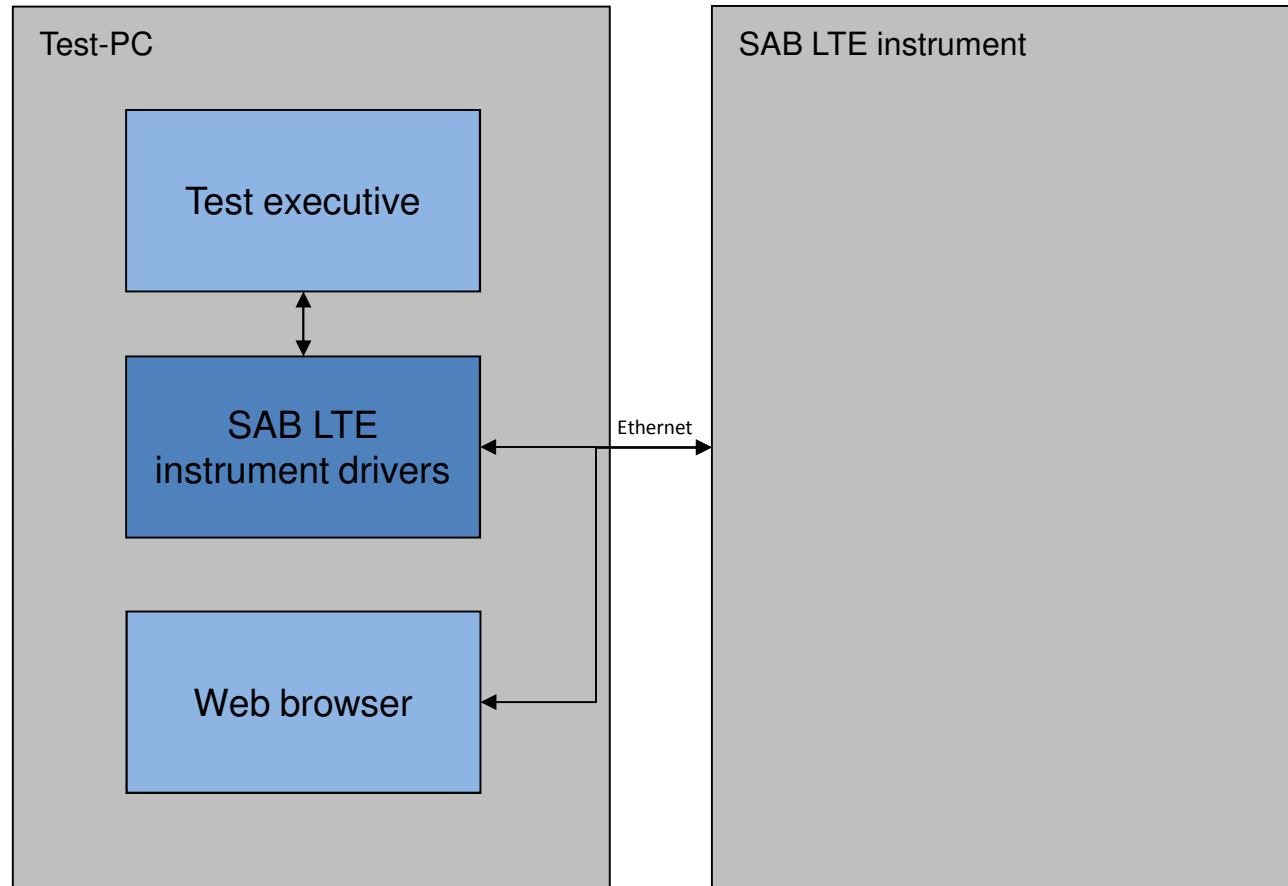 Test-PC
SAB LTE instrument
Test executive
SAB LTE
instrument drivers
Ethernet
Web browser